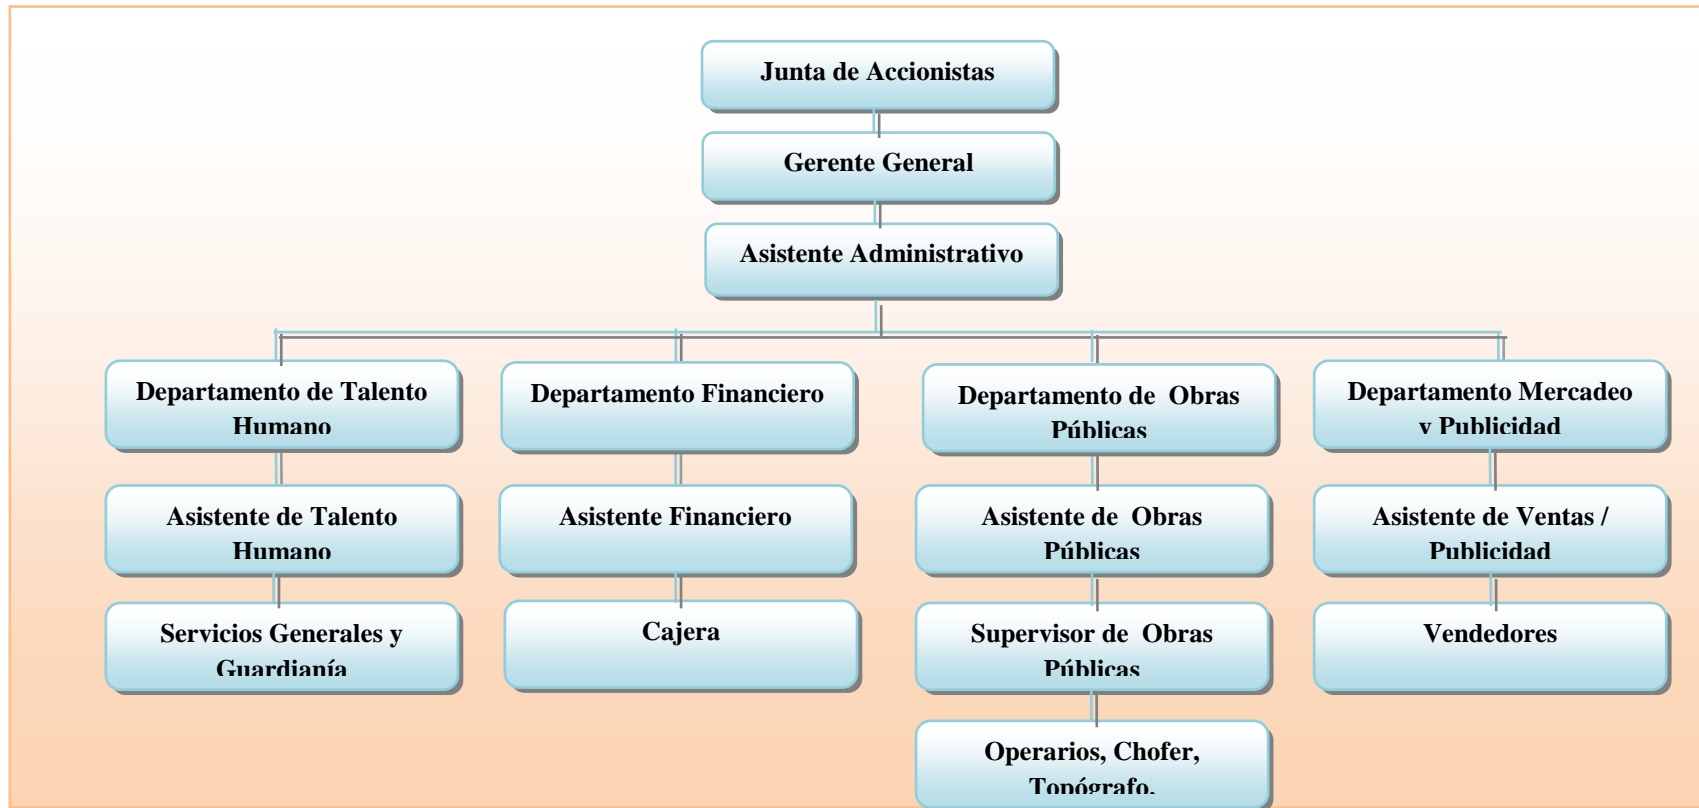 Junta de Accionistas
Gerente General
Asistente Administrativo
Departamento de Talento
Humano
Departamento Financiero
Departamento de Obras
Públicas
Departamento Mercadeo
y Publicidad
Asistente de Talento
Humano
Asistente Financiero
Asistente de Obras
Públicas
Asistente de Ventas /
Publicidad
Servicios Generales y
Guardianía
Cajera
Supervisor de Obras
Públicas
Vendedores
Operarios, Chofer,
Topógrafo.